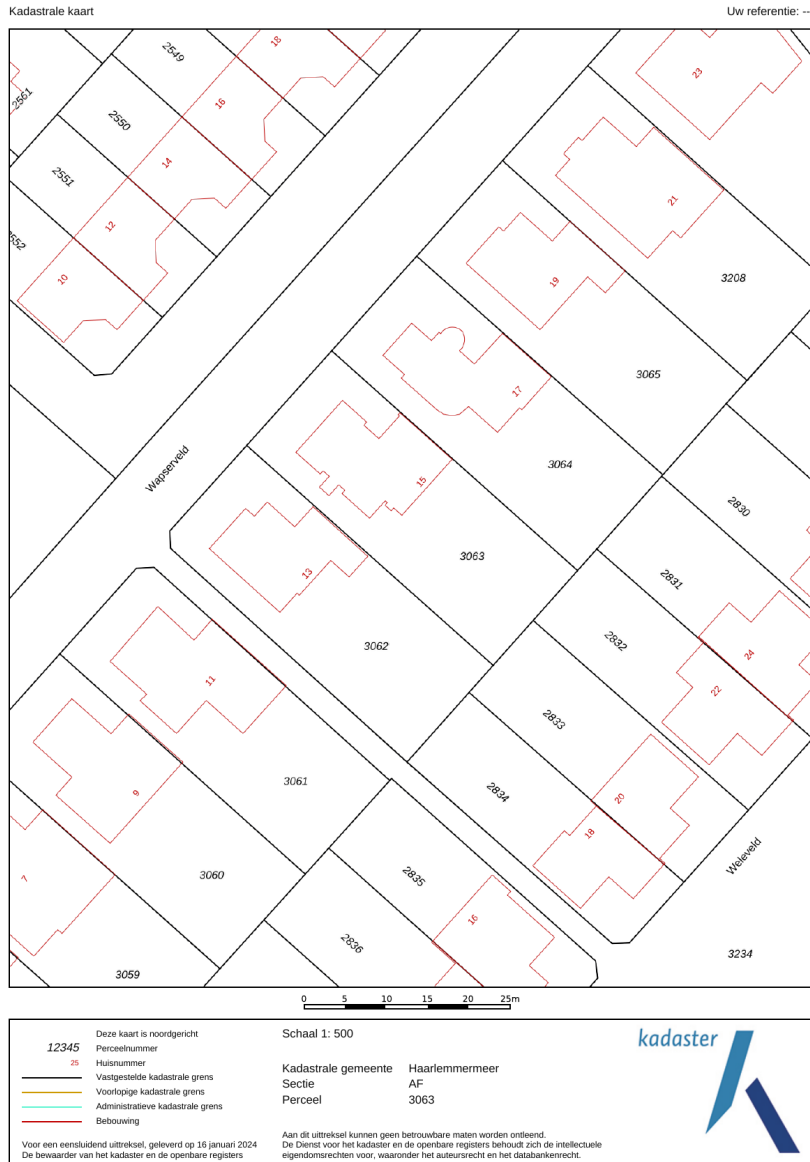 Kadastrale kaart
Uw referentie: --
2549
18
23
2561
16
2550
14
2551
21
12
2552
10
19
3208
17
3065
15
3064
Wapserveld
2830
13
3063
2831
2832
24
3062
11
22
2833
9
3061
2834
20
18
7
3060
2835
Weleveld
16
2836
3059
3234
0 5 10 15 20 25m
Deze kaart is noordgericht
12345 Perceelnummer
25 Huisnummer
Vastgestelde kadastrale grens
Voorlopige kadastrale grens
Administratieve kadastrale grens
Bebouwing
Voor een eensluidend uittreksel, geleverd op 16 januari 2024
De bewaarder van het kadaster en de openbare registers
Schaal 1: 500
Kadastrale gemeente Haarlemmermeer
Sectie AF
Perceel 3063
Aan dit uittreksel kunnen geen betrouwbare maten worden ontleend.
De Dienst voor het kadaster en de openbare registers behoudt zich de intellectuele
eigendomsrechten voor, waaronder het auteursrecht en het databankenrecht.
kadaster